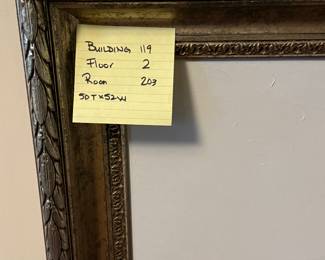 Building 119
Floor 2
Room 203
50T x 52W